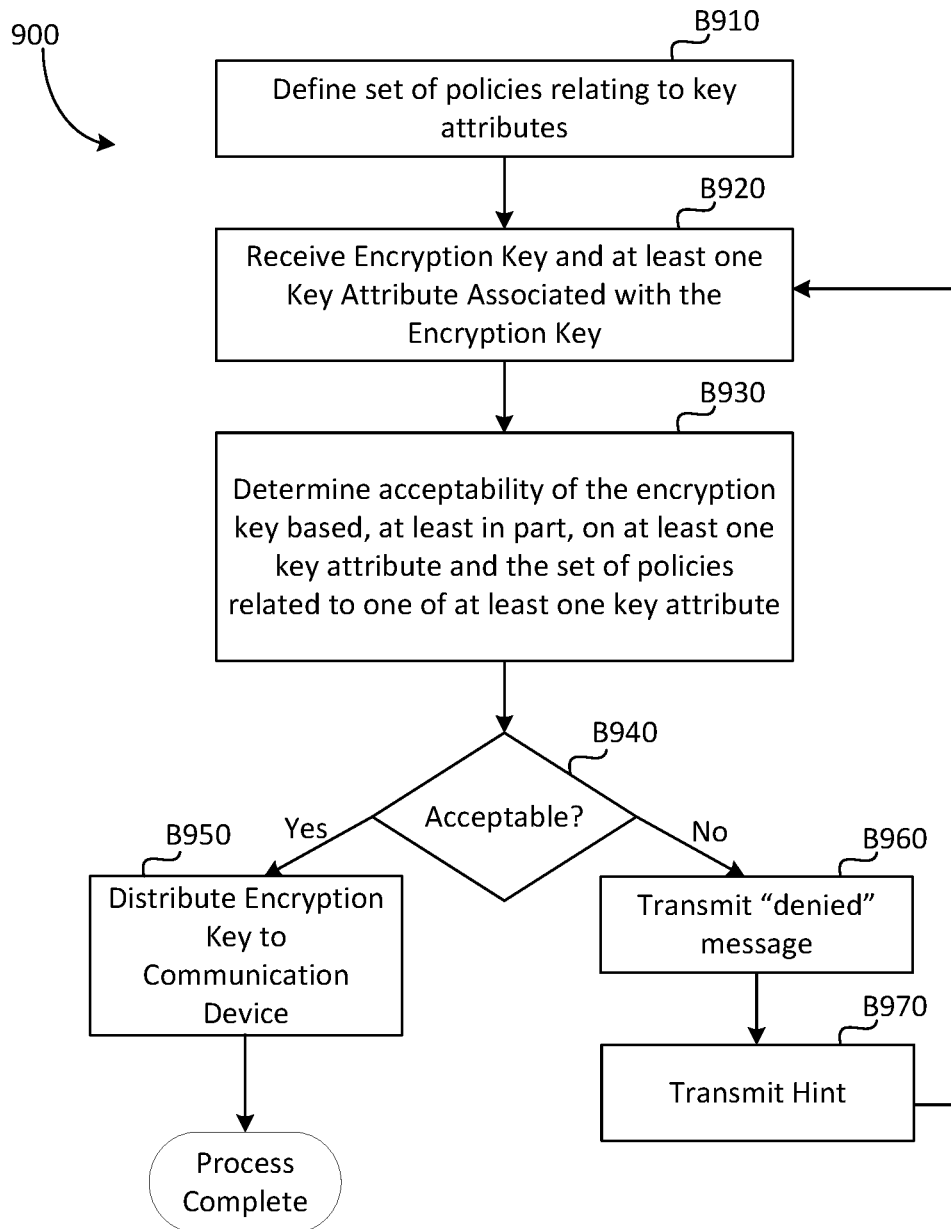 900
B910
Define set of policies relating to key
attributes
B920
Receive Encryption Key and at least one
Key Attribute Associated with the
Encryption Key
B930
Determine acceptability of the encryption
key based, at least in part, on at least one
key attribute and the set of policies
related to one of at least one key attribute
B940
Acceptable?
Yes
No
B950
Distribute Encryption
Key to
Communication
Device
B960
Transmit “denied”
message
B970
Transmit Hint
Process
Complete